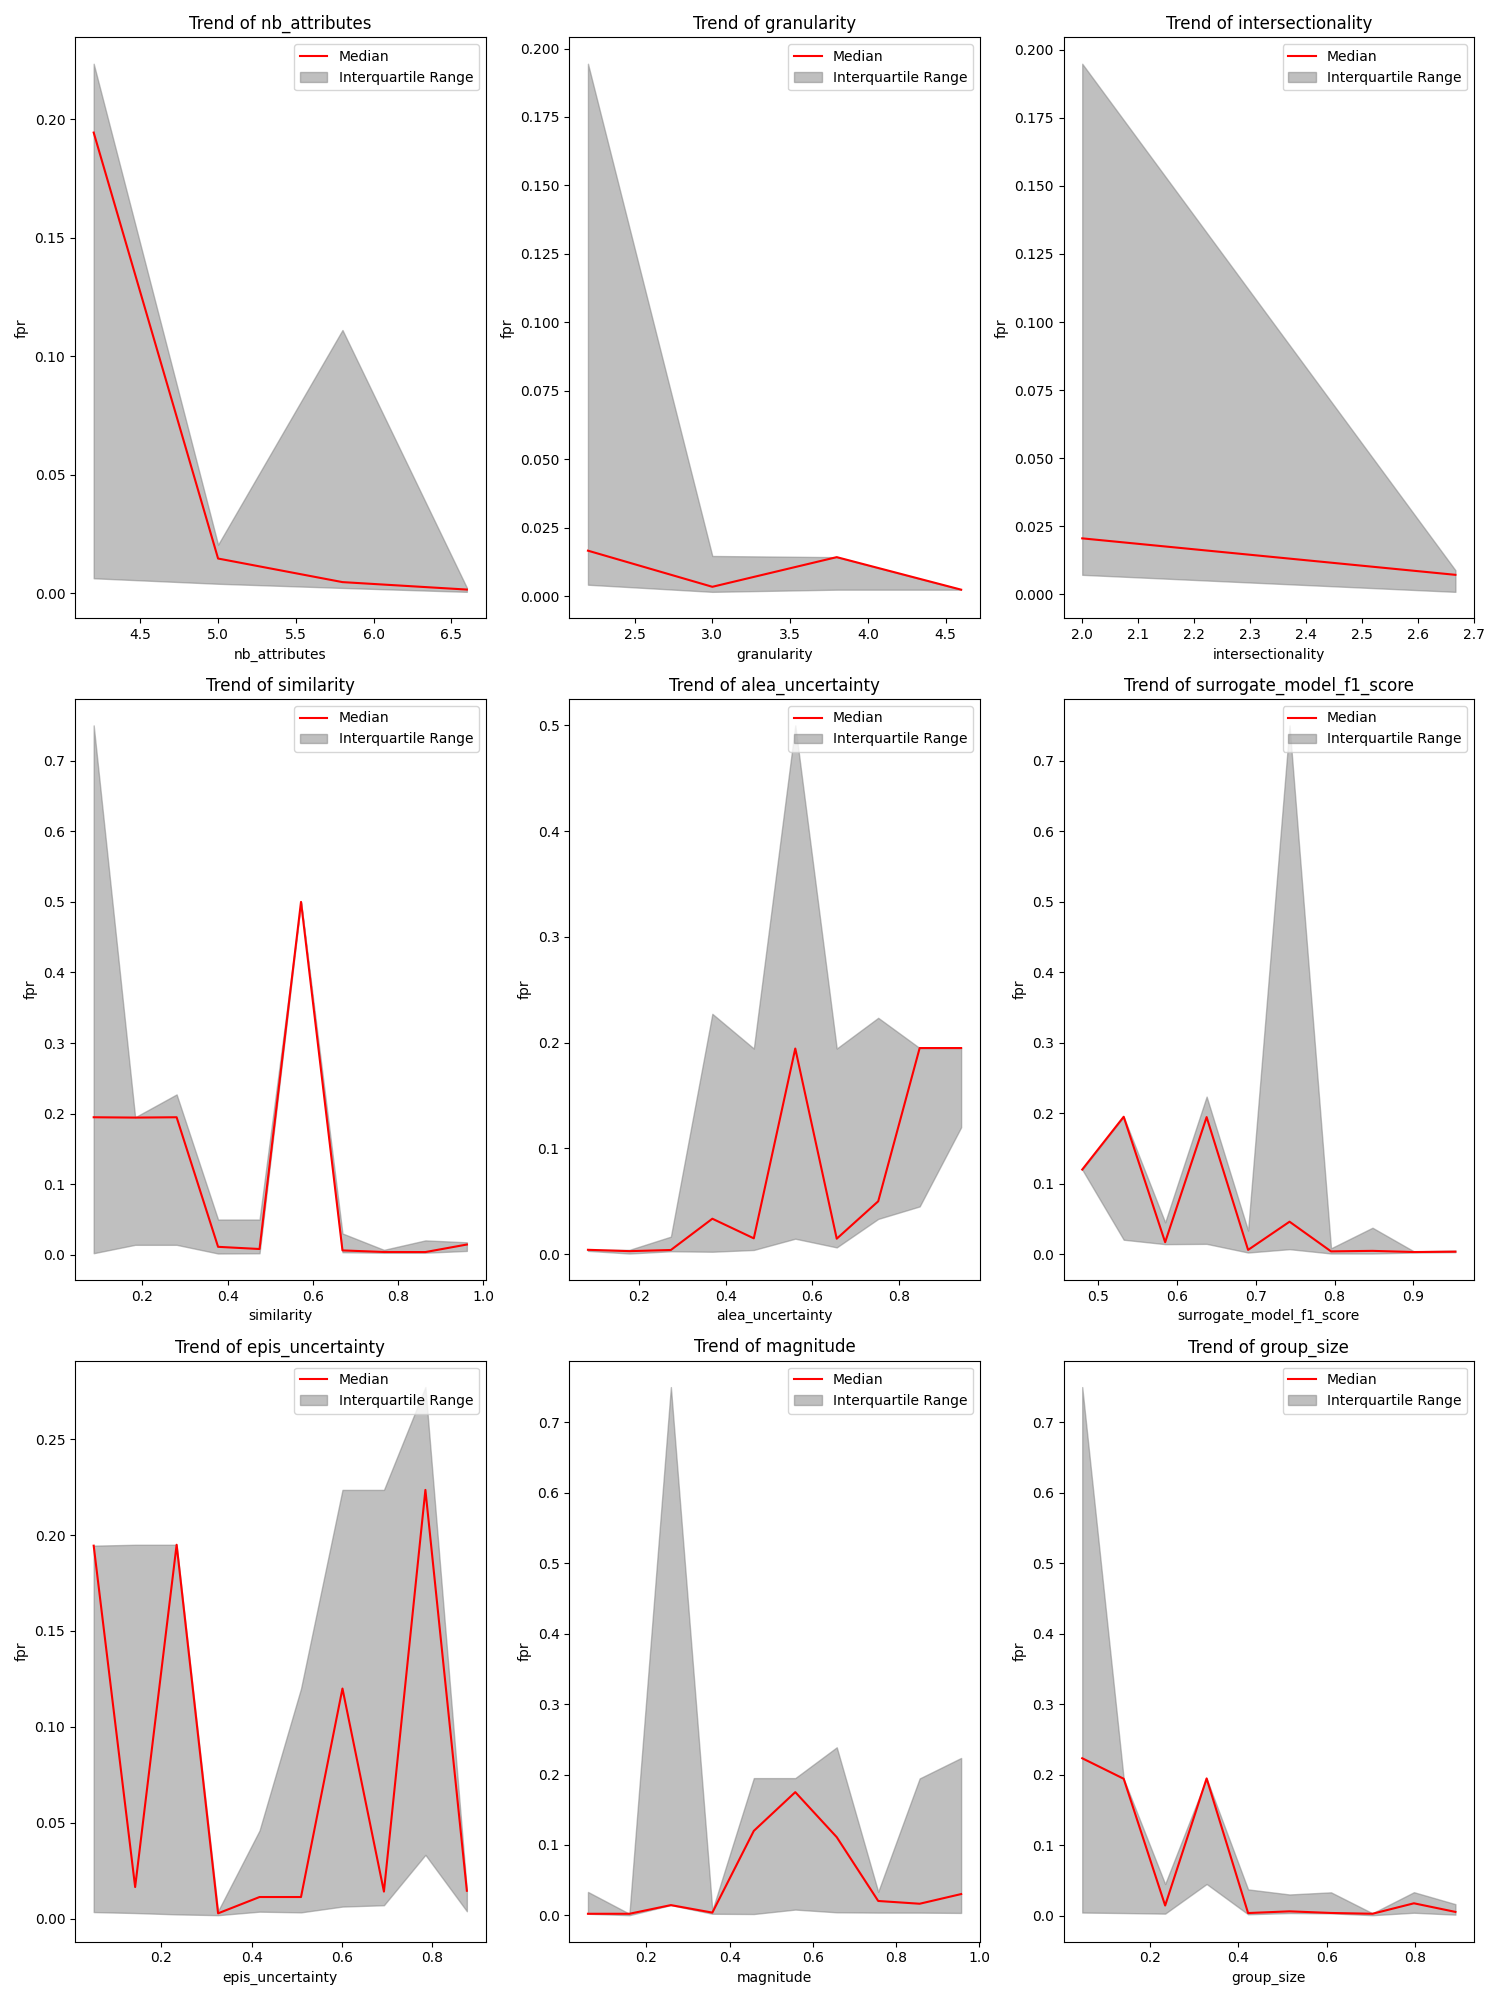 Trend of nb_attributes
Median
Interquartile Range
0.20
0.15
0.10
0.05
0.00
fpr
4.5 5.0 5.5 6.0 6.5
nb_attributes
Trend of granularity
Median
Interquartile Range
0.200
0.175
0.150
0.125
0.100
0.075
0.050
0.025
0.000
fpr
2.5 3.0 3.5 4.0 4.5
granularity
Trend of intersectionality
Median
Interquartile Range
0.200
0.175
0.150
0.125
0.100
0.075
0.050
0.025
0.000
fpr
2.0 2.1 2.2 2.3 2.4 2.5 2.6 2.7
intersectionality
Trend of similarity
Median
Interquartile Range
0.7
0.6
0.5
0.4
0.3
0.2
0.1
0.0
fpr
0.2 0.4 0.6 0.8 1.0
similarity
Trend of alea_uncertainty
Median
Interquartile Range
0.5
0.4
0.3
0.2
0.1
0.0
fpr
0.2 0.4 0.6 0.8
alea_uncertainty
Trend of surrogate_model_f1_score
Median
Interquartile Range
0.7
0.6
0.5
0.4
0.3
0.2
0.1
0.0
fpr
0.5 0.6 0.7 0.8 0.9
surrogate_model_f1_score
Trend of epis_uncertainty
Median
Interquartile Range
0.25
0.20
0.15
0.10
0.05
0.00
fpr
0.2 0.4 0.6 0.8
epis_uncertainty
Trend of magnitude
Median
Interquartile Range
0.7
0.6
0.5
0.4
0.3
0.2
0.1
0.0
fpr
0.2 0.4 0.6 0.8 1.0
magnitude
Trend of group_size
Median
Interquartile Range
0.7
0.6
0.5
0.4
0.3
0.2
0.1
0.0
fpr
0.2 0.4 0.6 0.8
group_size